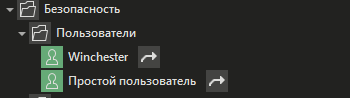 Безопасность
Пользователи
Winchester
Простой пользователь